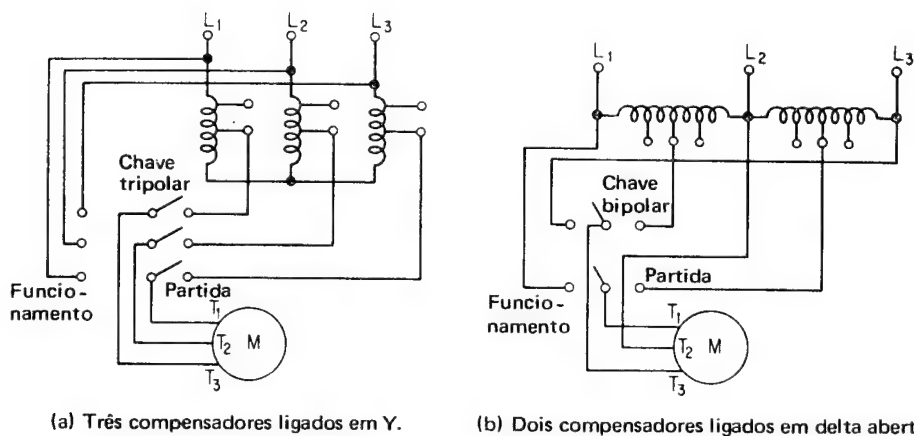 L1 L2 L3
Chave
tripolar
Funcio-
namento
Partida
T1
T2 M
T3
(a) Três compensadores ligados em Y.
L1
L2
L3
Chave
bipolar
Funcio-
namento
Partida
T1
T2 M
T3
(b) Dois compensadores ligados em delta abert